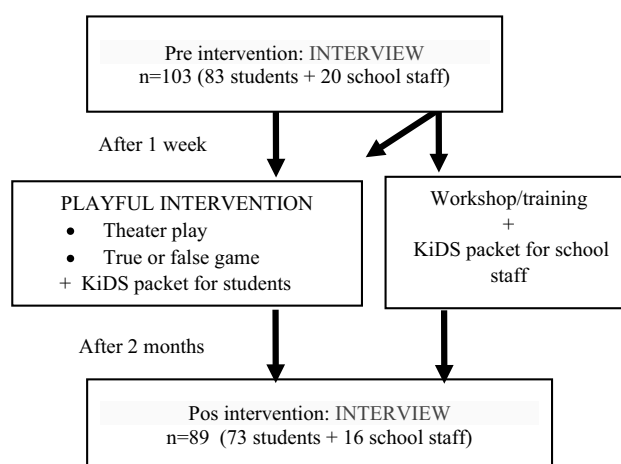 Pre intervention: INTERVIEW
n=103 (83 students + 20 school staff)
After 1 week
PLAYFUL INTERVENTION
• Theater play
• True or false game
+ KiDS packet for students
Workshop/training
+
KiDS packet for school
staff
After 2 months
Pos intervention: INTERVIEW
n=89 (73 students + 16 school staff)